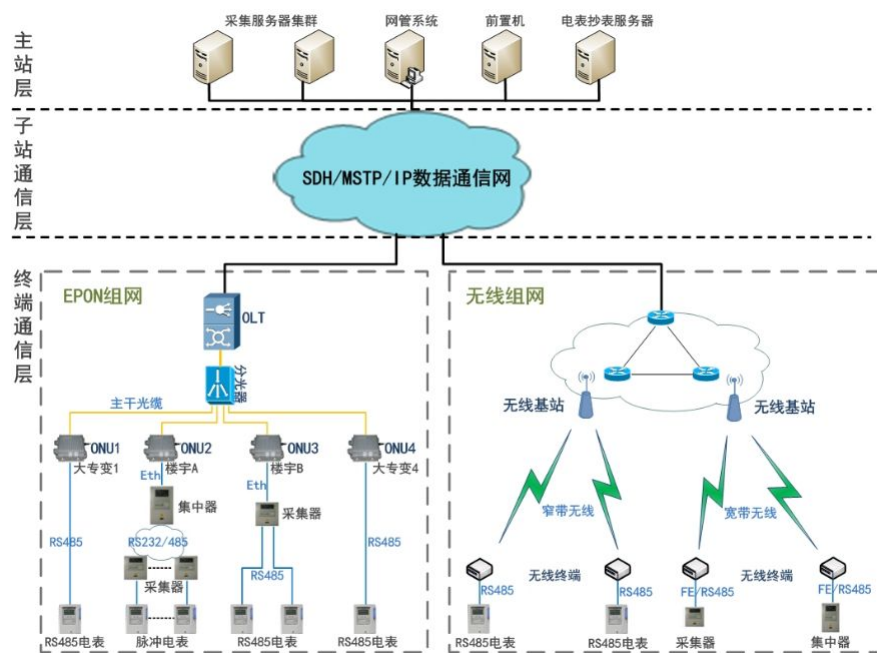 采集服务器集群
网管系统
前置机
电表抄表服务器
主站层
子站通信层
SDH/MSTP/IP数据通信网
终端通信层
EPON组网
OLT
分光器
主干光缆
ONU1
大专变1
ONU2
楼宇A
ONU3
楼宇B
ONU4
大专变4
Eth
集中器
Eth
采集器
RS485
RS232/485
采集器
RS485
RS485
RS485电表
脉冲电表
RS485电表
RS485电表
无线组网
无线基站
无线基站
窄带无线
宽带无线
RS485
无线终端
RS485
FE/RS485
无线终端
FE/RS485
RS485电表
RS485电表
采集器
集中器